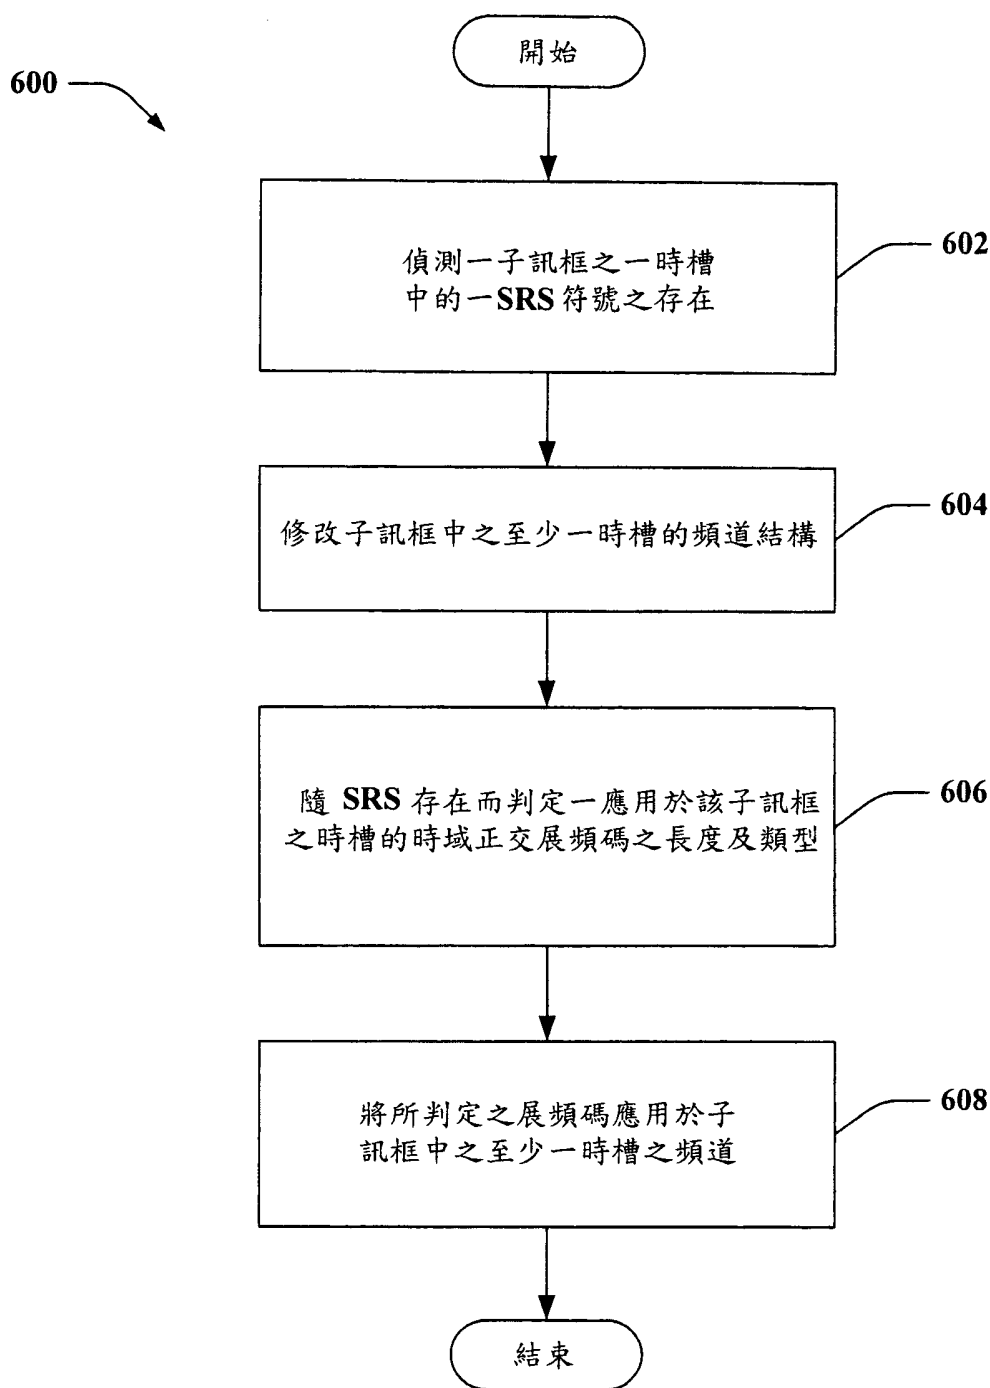 開始
600
偵測一子訊框之一時槽
中的一SRS 符號之存在
602
修改子訊框中之至少一時槽的頻道結構
604
隨 SRS 存在而判定一應用於該子訊框
之時槽的時域正交展頻碼之長度及類型
606
將所判定之展頻碼應用於子
訊框中之至少一時槽之頻道
608
結束